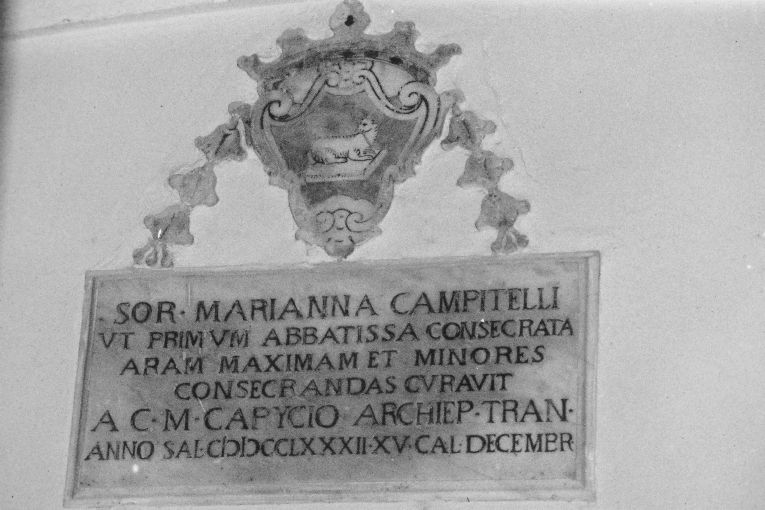 SOR· MARIANNA CAMPITELLI
VT PRIMVM ABBATISSA CONSECRATA
ARAM MAXIMAM ET MINORES
CONSECRANDAS CVRAVIT
A C·M·CAPYCIO ARCHIEP·TRAN·
ANNO SAL·CIƆIƆCCLXXXII·XV·CAL·DECEMBR